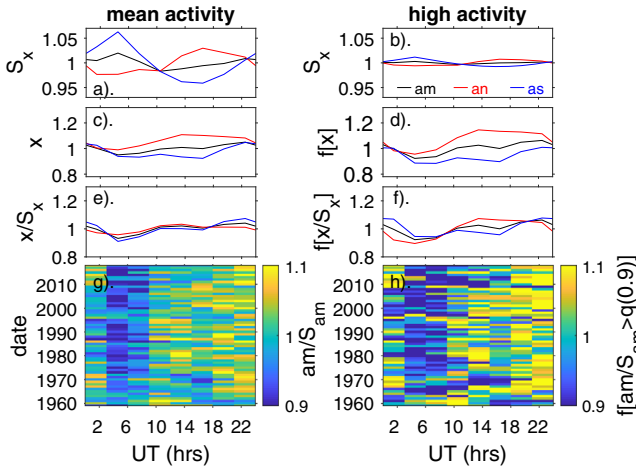 mean activity
high activity
S_x
1.05
1
0.95
a).
S_x
1.05
1
0.95
b).
am
an
as
x
1.2
1
0.8
c).
f[x]
1.2
1
0.8
d).
x/S_x
1.2
1
0.8
e).
f[x/S_x]
1.2
1
0.8
f).
date
2010
2000
1990
1980
1970
1960
g).
2 6 10 14 18 22
UT (hrs)
1.1
1
0.9
am/S_am
2010
2000
1990
1980
1970
1960
h).
2 6 10 14 18 22
UT (hrs)
1.1
1
0.9
f[am/S_am>q(0.9)]